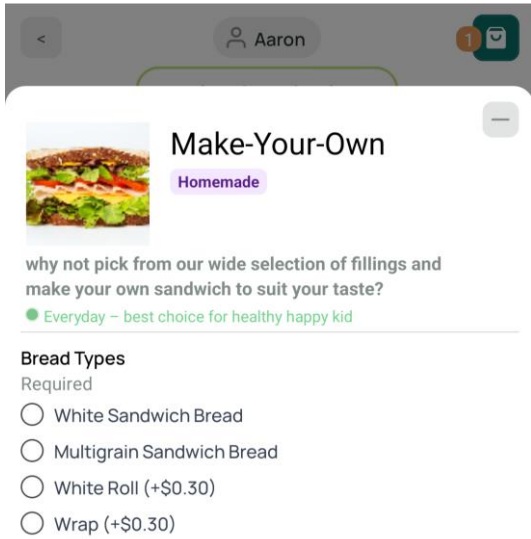 <
Aaron
1
Make-Your-Own
Homemade
why not pick from our wide selection of fillings and
make your own sandwich to suit your taste?
Everyday – best choice for healthy happy kid
Bread Types
Required
White Sandwich Bread
Multigrain Sandwich Bread
White Roll (+$0.30)
Wrap (+$0.30)